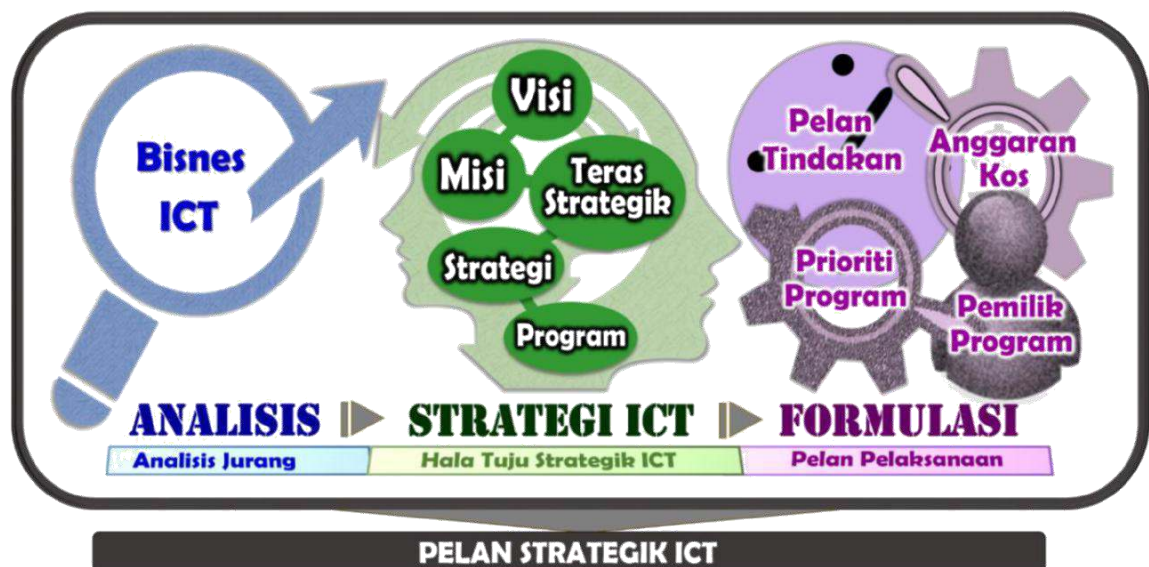 Bisnes
ICT
Visi
Misi
Teras
Strategik
Strategi
Program
Pelan
Tindakan
Anggaran
Kos
Prioriti
Program
Pemilik
Program
ANALISIS
STRATEGI ICT
FORMULASI
Analisis Jurang
Hala Tuju Strategik ICT
Pelan Pelaksanaan
PELAN STRATEGIK ICT